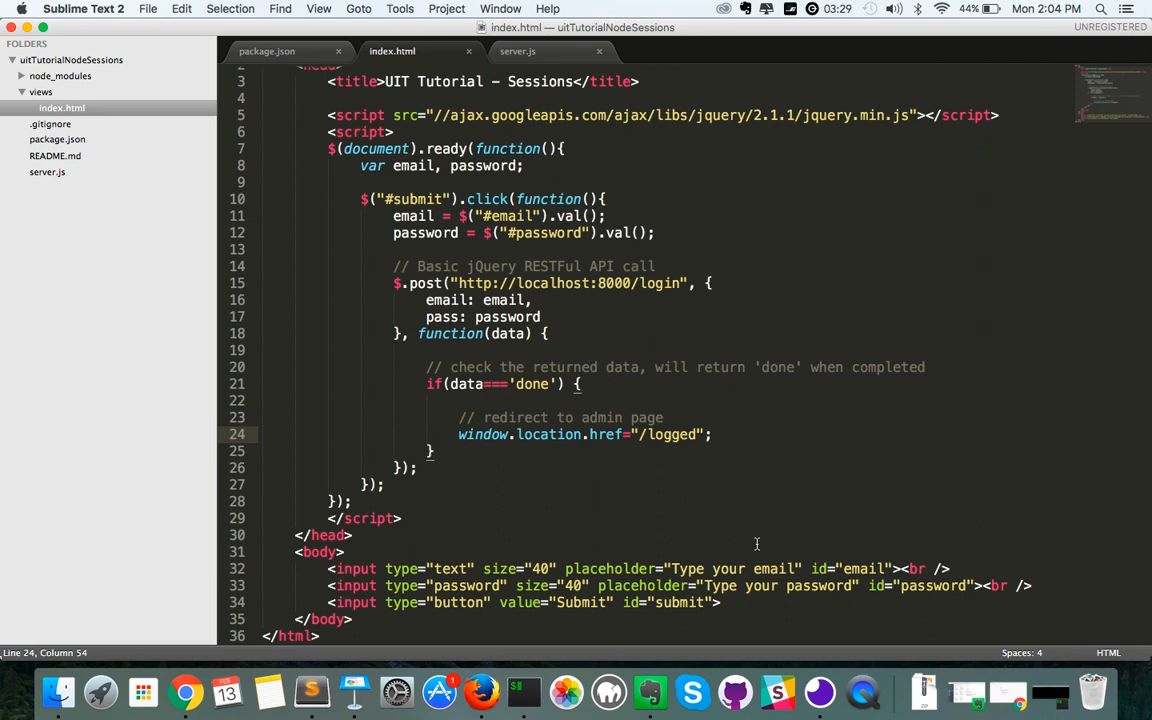 Sublime Text 2 File Edit Selection Find View Goto Tools Project Window Help 03:29 44% Mon 2:04 PM
index.html — uitTutorialNodeSessions UNREGISTERED
FOLDERS
uitTutorialNodeSessions
node_modules
views
index.html
.gitignore
package.json
README.md
server.js
package.json × index.html × server.js ×
2 <head>
3 <title>UIT Tutorial - Sessions</title>
4
5 <script src="//ajax.googleapis.com/ajax/libs/jquery/2.1.1/jquery.min.js"></script>
6 <script>
7 $(document).ready(function(){
8 var email, password;
9
10 $("#submit").click(function(){
11 email = $("#email").val();
12 password = $("#password").val();
13
14 // Basic jQuery RESTFul API call
15 $.post("http://localhost:8000/login", {
16 email: email,
17 pass: password
18 }, function(data) {
19
20 // check the returned data, will return 'done' when completed
21 if(data==='done') {
22
23 // redirect to admin page
24 window.location.href="/logged";
25 }
26 });
27 });
28 });
29 </script>
30 </head>
31 <body>
32 <input type="text" size="40" placeholder="Type your email" id="email"><br />
33 <input type="password" size="40" placeholder="Type your password" id="password"><br />
34 <input type="button" value="Submit" id="submit">
35 </body>
36 </html>
Line 24, Column 54 Spaces: 4 HTML
FEB
13
1
ZIP